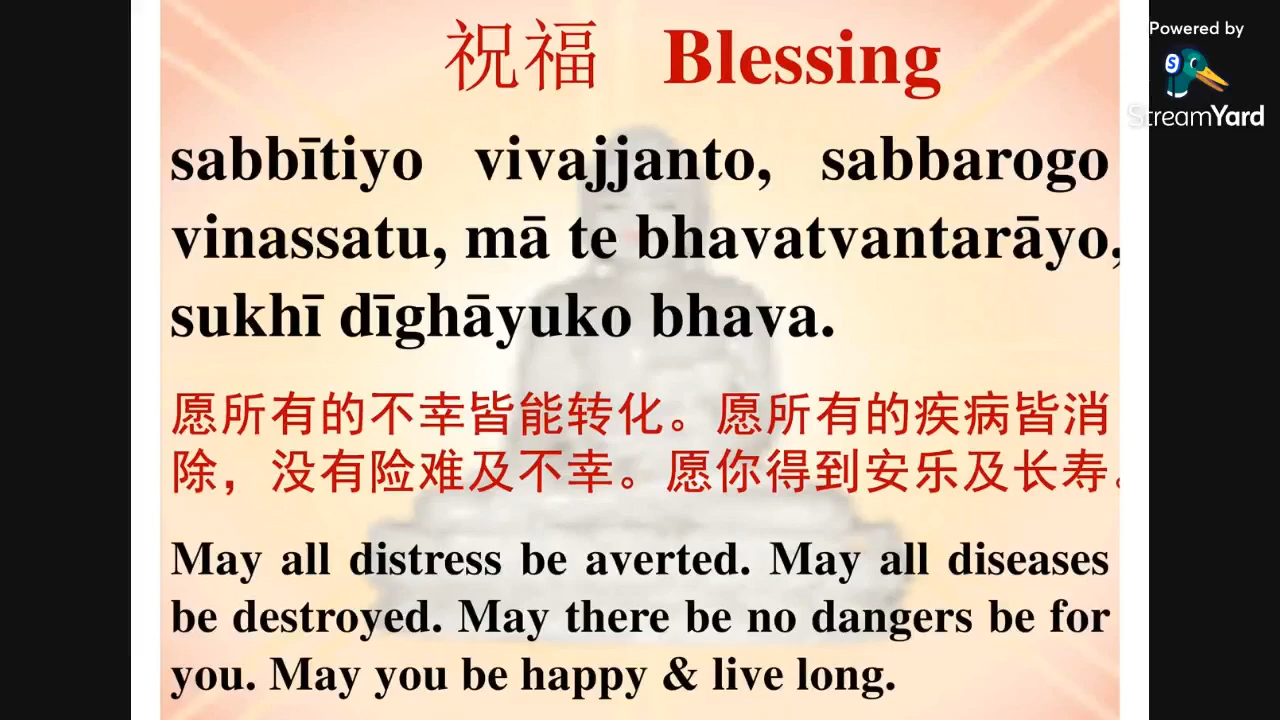 祝福 Blessing
Powered by
StreamYard
sabbītiyo vivajjanto, sabbarogo
vinassatu, mā te bhavatvantarāyo,
sukhī dīghāyuko bhava.
愿所有的不幸皆能转化。愿所有的疾病皆消
除，没有险难及不幸。愿你得到安乐及长寿。
May all distress be averted. May all diseases
be destroyed. May there be no dangers be for
you. May you be happy & live long.